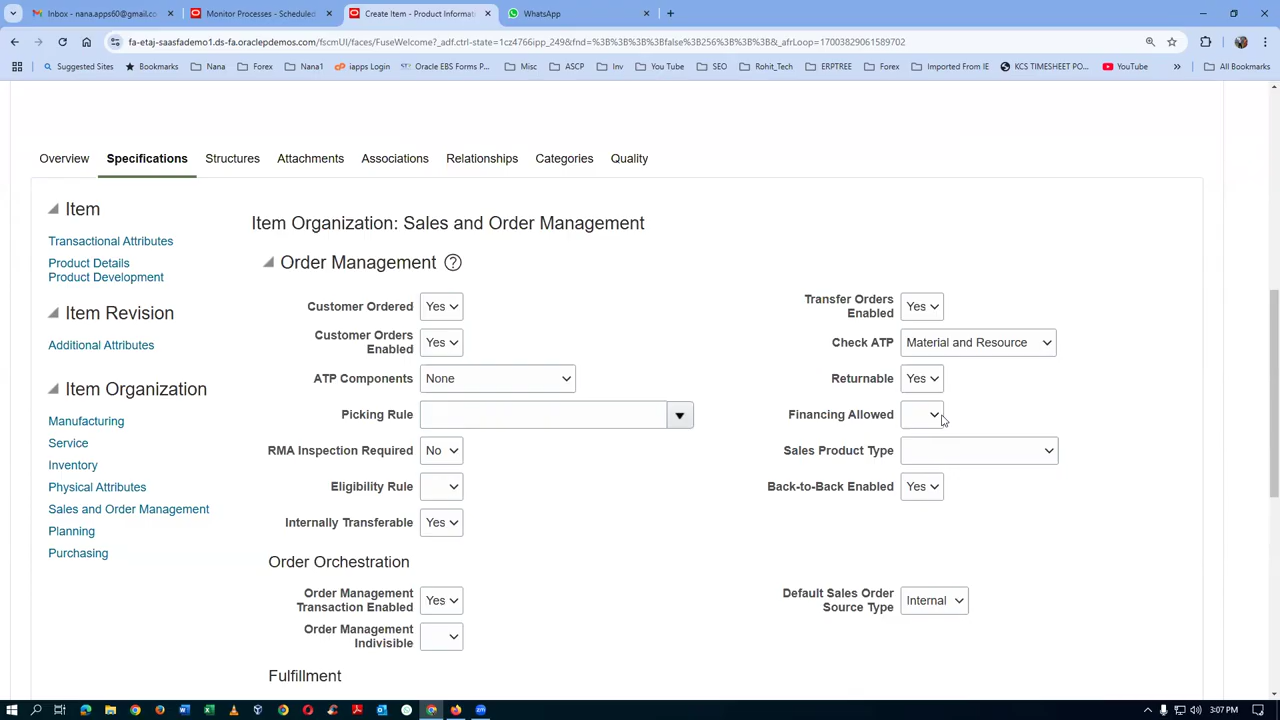 Inbox - nana.apps60@gmail.co
Monitor Processes - Scheduled
Create Item - Product Informat
WhatsApp
fa-etaj-saasfademo1.ds-fa.oraclepdemos.com/fscmUI/faces/FuseWelcome?_adf.ctrl-state=1cz4766ipp_249&fnd=%3B%3B%3B%3Bfalse%3B256%3B%3B%3B&_afrLoop=17003829061589702
Suggested Sites
Bookmarks
Nana
Forex
Nana1
iapps Login
Oracle EBS Forms P...
Misc
ASCP
Inv
You Tube
SEO
Rohit_Tech
ERPTREE
Forex
Imported From IE
KCS TIMESHEET PO...
YouTube
All Bookmarks
Overview
Specifications
Structures
Attachments
Associations
Relationships
Categories
Quality
Item
Transactional Attributes
Product Details
Product Development
Item Revision
Additional Attributes
Item Organization
Manufacturing
Service
Inventory
Physical Attributes
Sales and Order Management
Planning
Purchasing
Item Organization: Sales and Order Management
Order Management ?
Customer Ordered Yes
Customer Orders
Enabled Yes
ATP Components None
Picking Rule
RMA Inspection Required No
Eligibility Rule
Internally Transferable Yes
Transfer Orders
Enabled Yes
Check ATP Material and Resource
Returnable Yes
Financing Allowed
Sales Product Type
Back-to-Back Enabled Yes
Order Orchestration
Order Management
Transaction Enabled Yes
Order Management
Indivisible
Default Sales Order
Source Type Internal
Fulfillment
3:07 PM